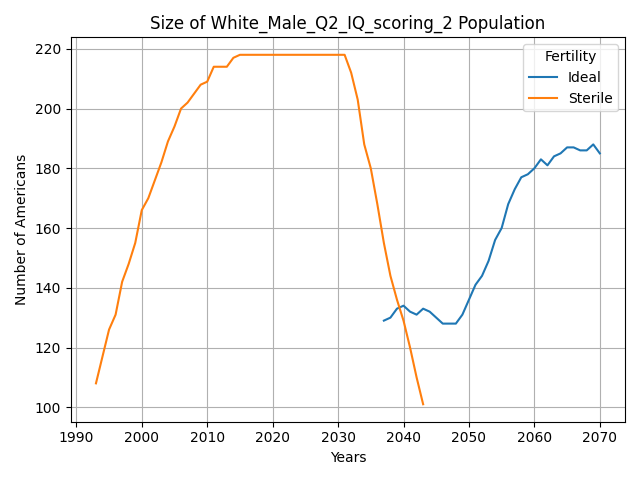 Size of White_Male_Q2_IQ_scoring_2 Population
Number of Americans
220
200
180
160
140
120
100
Fertility
Ideal
Sterile
1990 2000 2010 2020 2030 2040 2050 2060 2070
Years